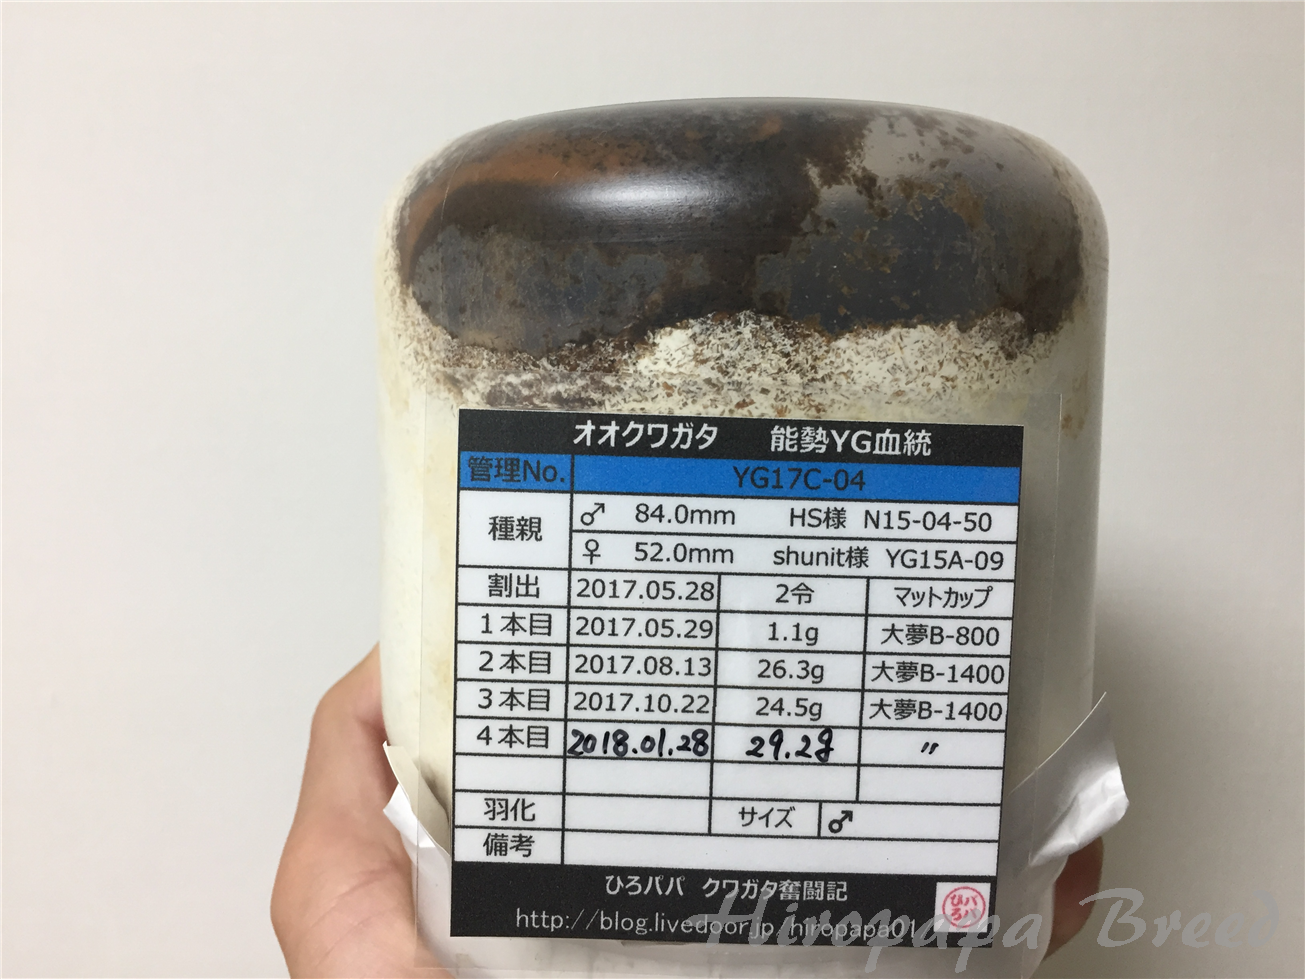 オオクワガタ 能勢YG血統
管理No. YG17C-04
種親 ♂ 84.0mm HS様 N15-04-50
♀ 52.0mm shunit様 YG15A-09
割出 2017.05.28 2令 マットカップ
1本目 2017.05.29 1.1g 大夢B-800
2本目 2017.08.13 26.3g 大夢B-1400
3本目 2017.10.22 24.5g 大夢B-1400
4本目 2018.01.28 29.2g 〃
羽化 サイズ ♂
備考
ひろパパ クワガタ奮闘記
http://blog.livedoor.jp/hiropapa01
ひろパパ
Hiropapa Breed